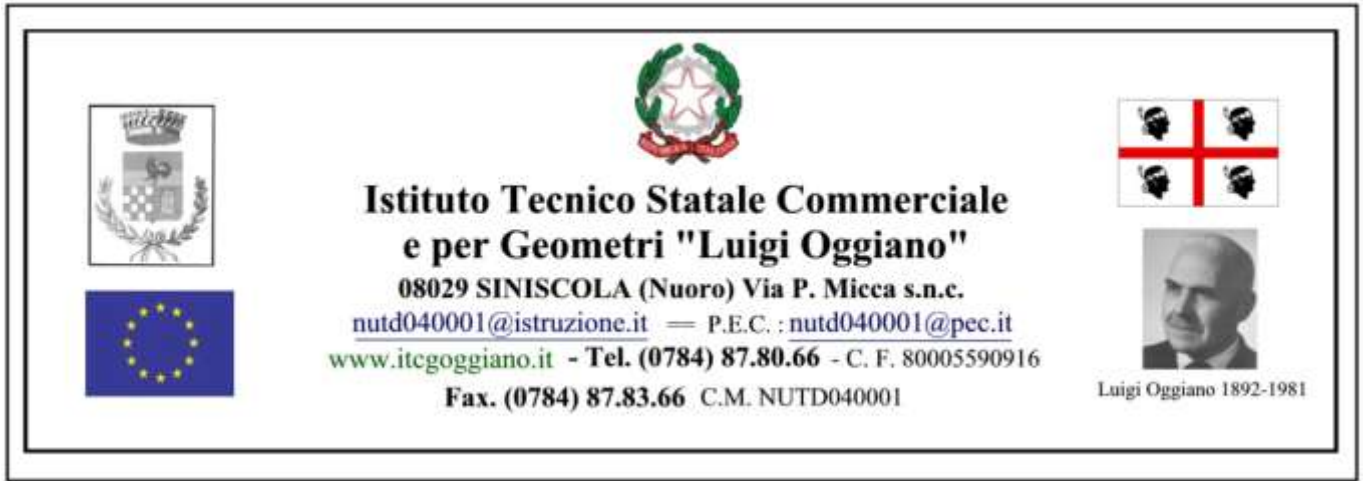 Istituto Tecnico Statale Commerciale
e per Geometri "Luigi Oggiano"
08029 SINISCOLA (Nuoro) Via P. Micca s.n.c.
nutd040001@istruzione.it == P.E.C. : nutd040001@pec.it
www.itcgoggiano.it - Tel. (0784) 87.80.66 - C. F. 80005590916
Fax. (0784) 87.83.66 C.M. NUTD040001
Luigi Oggiano 1892-1981